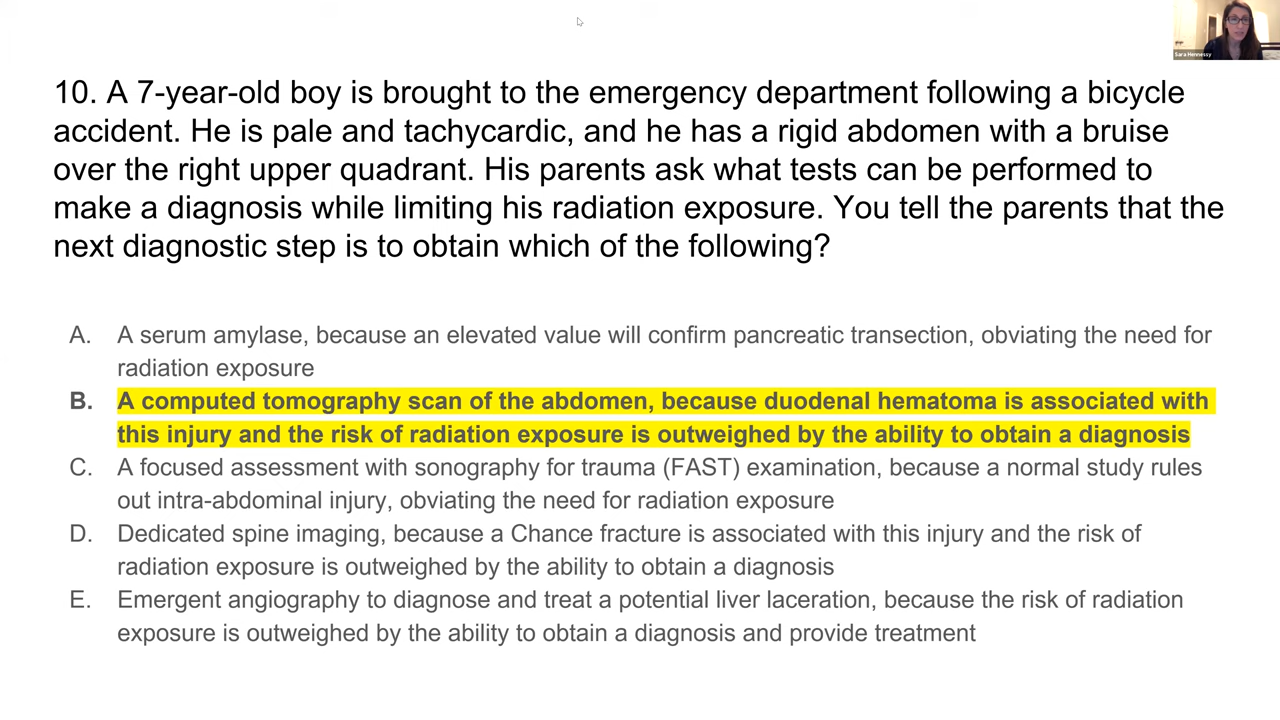 Sara Hennessy
10. A 7-year-old boy is brought to the emergency department following a bicycle
accident. He is pale and tachycardic, and he has a rigid abdomen with a bruise
over the right upper quadrant. His parents ask what tests can be performed to
make a diagnosis while limiting his radiation exposure. You tell the parents that the
next diagnostic step is to obtain which of the following?
A. A serum amylase, because an elevated value will confirm pancreatic transection, obviating the need for
radiation exposure
B. A computed tomography scan of the abdomen, because duodenal hematoma is associated with
this injury and the risk of radiation exposure is outweighed by the ability to obtain a diagnosis
C. A focused assessment with sonography for trauma (FAST) examination, because a normal study rules
out intra-abdominal injury, obviating the need for radiation exposure
D. Dedicated spine imaging, because a Chance fracture is associated with this injury and the risk of
radiation exposure is outweighed by the ability to obtain a diagnosis
E. Emergent angiography to diagnose and treat a potential liver laceration, because the risk of radiation
exposure is outweighed by the ability to obtain a diagnosis and provide treatment